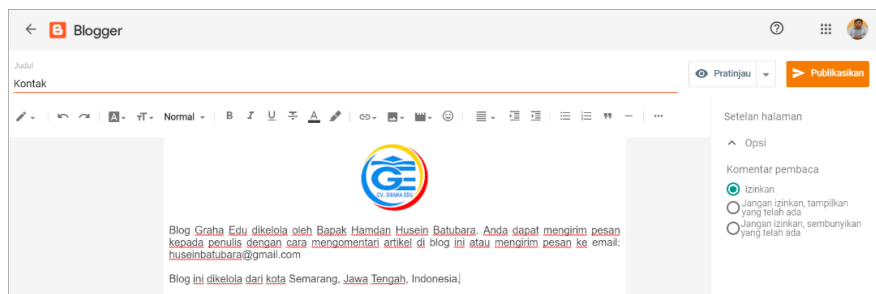 Blogger
Judul
Kontak
Pratinjau
Publikasikan
Normal
B I U A
Setelan halaman
Opsi
Komentar pembaca
Izinkan
Jangan izinkan, tampilkan
yang telah ada
Jangan izinkan, sembunyikan
yang telah ada
GE
CV. GRAHA EDU
Blog Graha Edu dikelola oleh Bapak Hamdan Husein Batubara. Anda dapat mengirim pesan
kepada penulis dengan cara mengomentari artikel di blog ini atau mengirim pesan ke email:
huseinbatubara@gmail.com
Blog ini dikelola dari kota Semarang, Jawa Tengah, Indonesia.